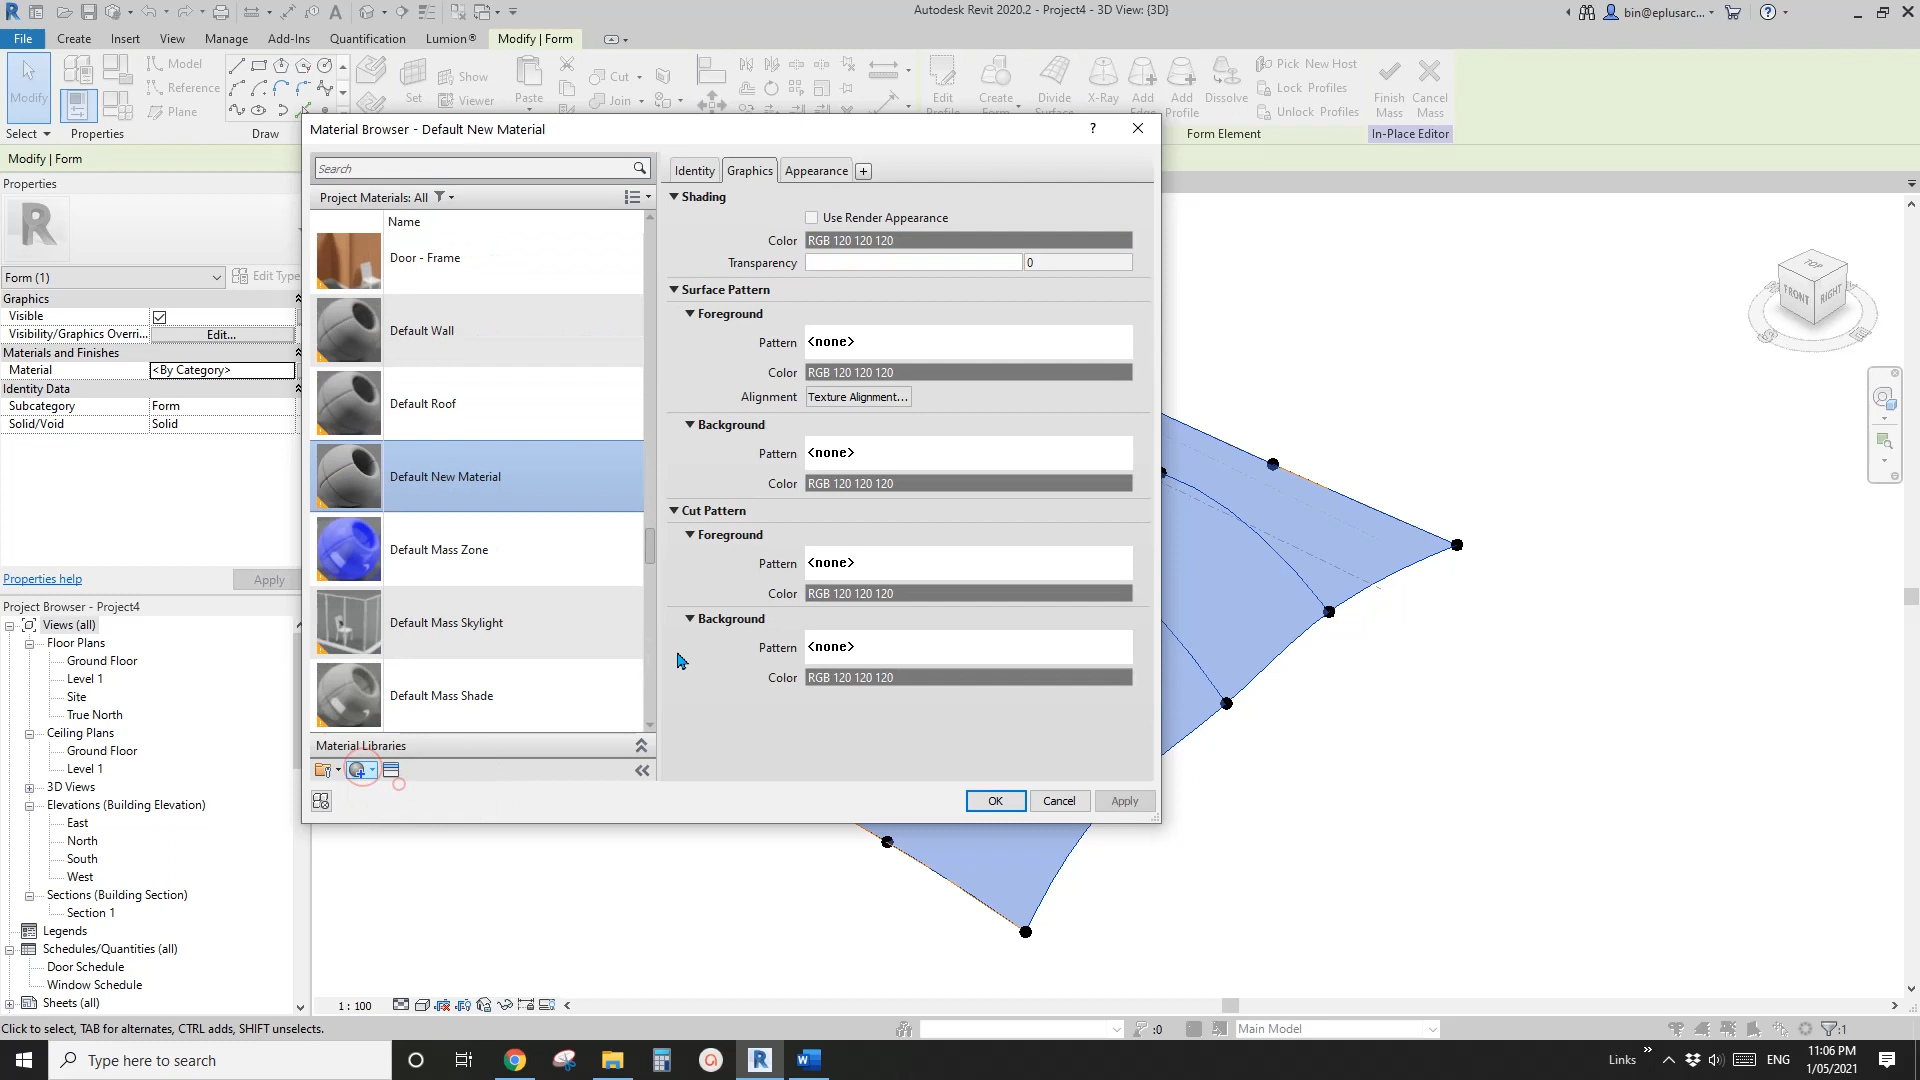 Autodesk Revit 2020.2 - Project4 - 3D View: {3D}
bin@eplusarc...
File
Create
Insert
View
Manage
Add-Ins
Quantification
Lumion®
Modify | Form
Modify
Model
Reference
Plane
Set
Show
Viewer
Paste
Cut
Join
Edit
Profile
Create
Form
Divide
Surface
X-Ray
Add
Edge
Add
Profile
Dissolve
Pick New Host
Lock Profiles
Unlock Profiles
Finish
Mass
Cancel
Mass
Select
Properties
Draw
Form Element
In-Place Editor
Modify | Form
Properties
Form (1)
Edit Type
Graphics
Visible
Visibility/Graphics Overri...
Edit...
Materials and Finishes
Material
<By Category>
Identity Data
Subcategory
Form
Solid/Void
Solid
Properties help
Apply
Project Browser - Project4
Views (all)
Floor Plans
Ground Floor
Level 1
Site
True North
Ceiling Plans
Ground Floor
Level 1
3D Views
Elevations (Building Elevation)
East
North
South
West
Sections (Building Section)
Section 1
Legends
Schedules/Quantities (all)
Door Schedule
Window Schedule
Sheets (all)
Material Browser - Default New Material
Search
Project Materials: All
Name
Door - Frame
Default Wall
Default Roof
Default New Material
Default Mass Zone
Default Mass Skylight
Default Mass Shade
Material Libraries
Identity
Graphics
Appearance
Shading
Use Render Appearance
Color
RGB 120 120 120
Transparency
0
Surface Pattern
Foreground
Pattern
<none>
Color
RGB 120 120 120
Alignment
Texture Alignment...
Background
Pattern
<none>
Color
RGB 120 120 120
Cut Pattern
Foreground
Pattern
<none>
Color
RGB 120 120 120
Background
Pattern
<none>
Color
RGB 120 120 120
OK
Cancel
Apply
TOP
FRONT
RIGHT
1 : 100
Click to select, TAB for alternates, CTRL adds, SHIFT unselects.
:0
Main Model
:1
Type here to search
Links
ENG
11:06 PM
1/05/2021